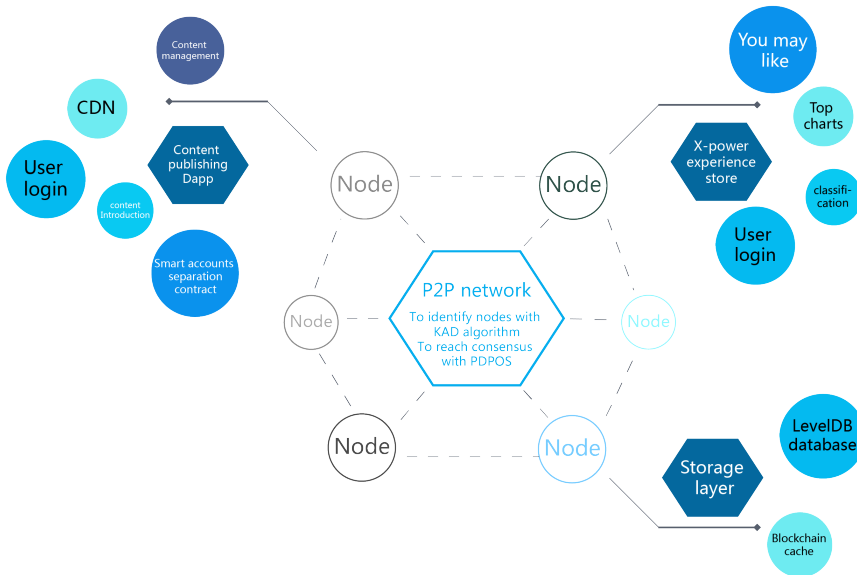 Content
management
CDN
User
login
Content
publishing
Dapp
content
Introduction
Smart accounts
separation
contract
You may
like
Top
charts
X-power
experience
store
classifi-
cation
User
login
Node
Node
Node
P2P network
To identify nodes with
KAD algorithm
To reach consensus
with PDPOS
Node
Node
Node
LevelDB
database
Storage
layer
Blockchain
cache